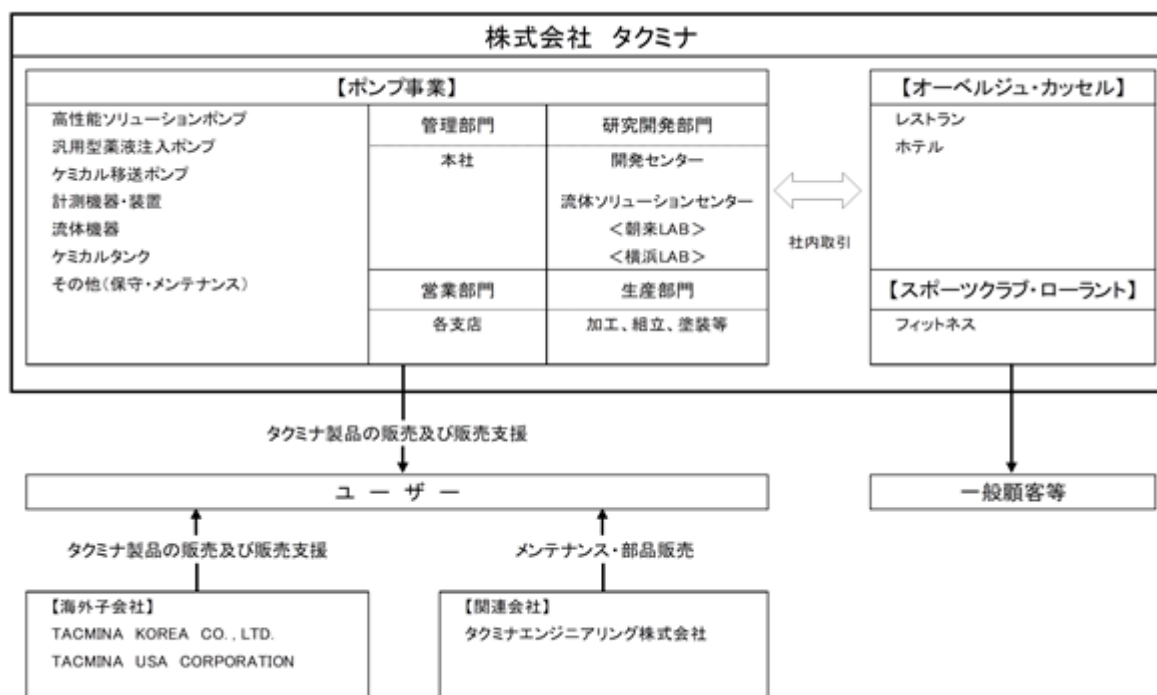 株式会社　タクミナ
【ポンプ事業】
高性能ソリューションポンプ
汎用型薬液注入ポンプ
ケミカル移送ポンプ
計測機器・装置
流体機器
ケミカルタンク
その他（保守・メンテナンス）
管理部門
本社
研究開発部門
開発センター
流体ソリューションセンター
＜朝来LAB＞
＜横浜LAB＞
営業部門
各支店
生産部門
加工、組立、塗装等
社内取引
【オーベルジュ・カッセル】
レストラン
ホテル
【スポーツクラブ・ローラント】
フィットネス
タクミナ製品の販売及び販売支援
ユ　ー　ザ　ー
一般顧客等
タクミナ製品の販売及び販売支援
メンテナンス・部品販売
【海外子会社】
TACMINA　KOREA　CO.,LTD.
TACMINA　USA　CORPORATION
【関連会社】
タクミナエンジニアリング株式会社